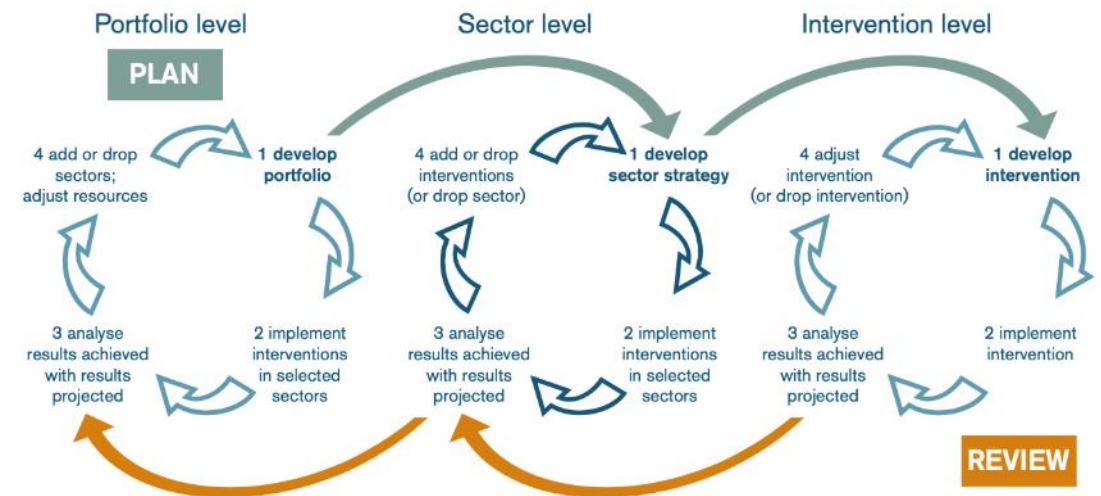 Portfolio level
Sector level
Intervention level
PLAN
4 add or drop
sectors;
adjust resources
1 develop
portfolio
4 add or drop
interventions
(or drop sector)
1 develop
sector strategy
4 adjust
intervention
(or drop intervention)
1 develop
intervention
3 analyse
results achieved
with results
projected
2 implement
interventions
in selected
sectors
3 analyse
results achieved
with results
projected
2 implement
interventions
in selected
sectors
3 analyse
results achieved
with results
projected
2 implement
intervention
REVIEW